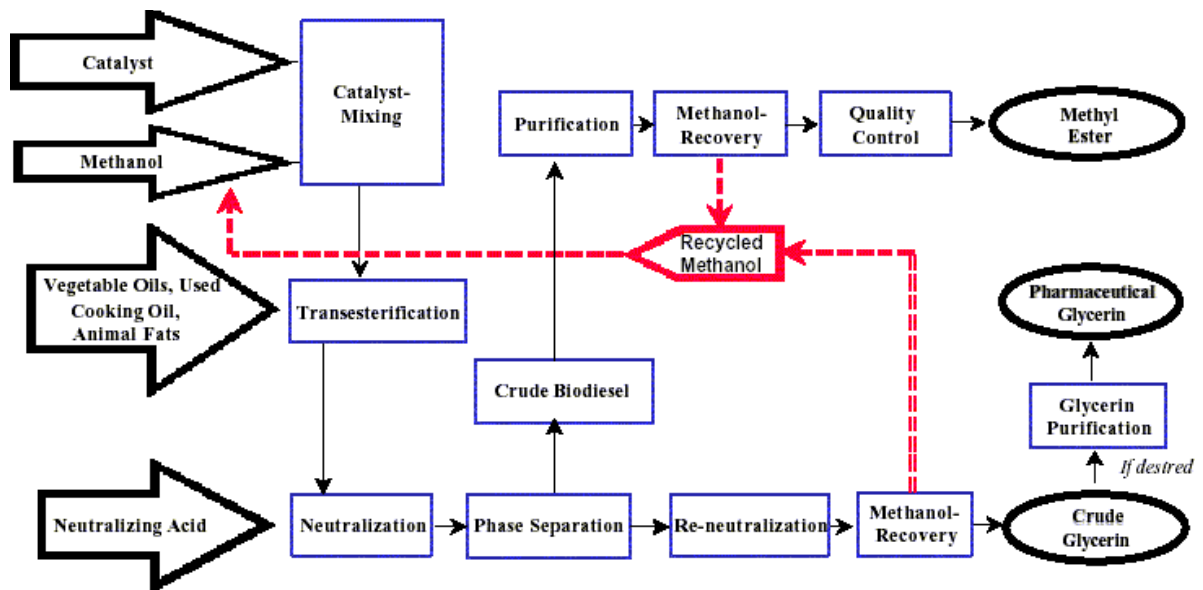 Catalyst
Catalyst-
Mixing
Methanol
Purification
Methanol-
Recovery
Quality
Control
Methyl
Ester
Recycled
Methanol
Vegetable Oils, Used
Cooking Oil,
Animal Fats
Transesterification
Pharmaceutical
Glycerin
Crude Biodiesel
Glycerin
Purification
If destred
Neutralizing Acid
Neutralization
Phase Separation
Re-neutralization
Methanol-
Recovery
Crude
Glycerin